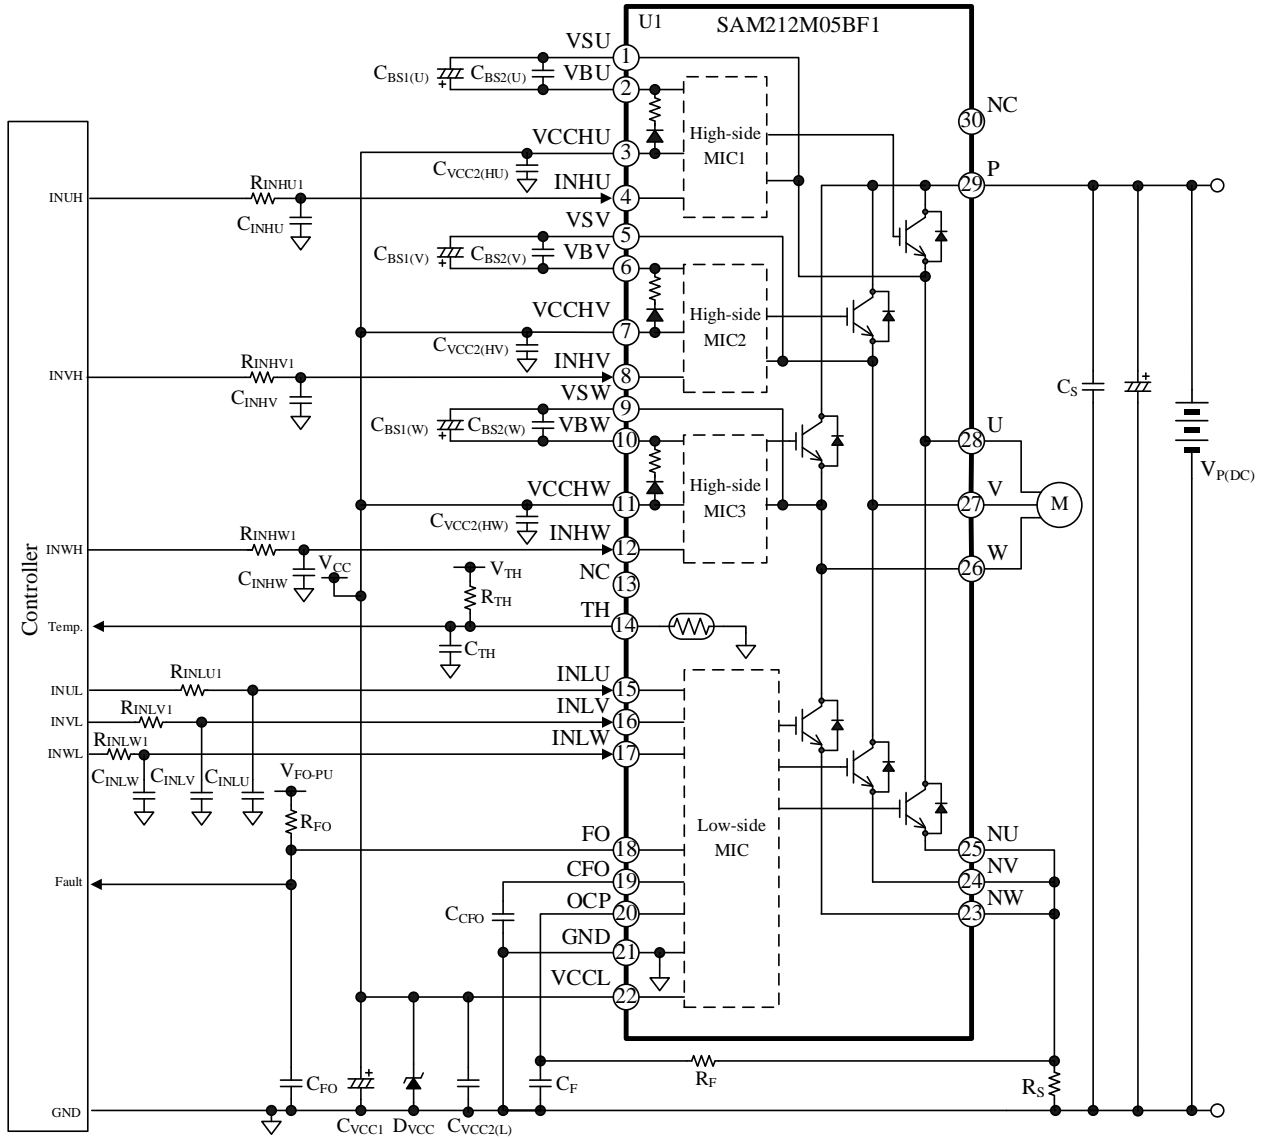 U1
SAM212M05BF1
VSU
1
CBS1(U)
CBS2(U)
VBU
2
High-side
MIC1
VCCHU
3
CVCC2(HU)
INHU
4
INUH
RINHU1
CINHU
VSV
5
CBS1(V)
CBS2(V)
VBV
6
High-side
MIC2
VCCHV
7
CVCC2(HV)
INHV
8
INVH
RINHV1
CINHV
VSW
9
CBS1(W)
CBS2(W)
VBW
10
High-side
MIC3
VCCHW
11
CVCC2(HW)
INHW
12
INWH
RINHW1
CINHW
VCC
NC
13
VTH
RTH
TH
14
Temp.
CTH
Controller
INUL
RINLU1
INLU
15
INVL
RINLV1
INLV
16
INWL
RINLW1
INLW
17
CINLW
CINLV
CINLU
VFO-PU
RFO
Low-side
MIC
FO
18
Fault
CFO
19
OCP
20
CCFO
GND
21
VCCL
22
CFO
CF
RF
RS
GND
CVCC1
DVCC
CVCC2(L)
NC
30
P
29
CS
VP(DC)
U
28
V
27
M
W
26
NU
25
NV
24
NW
23